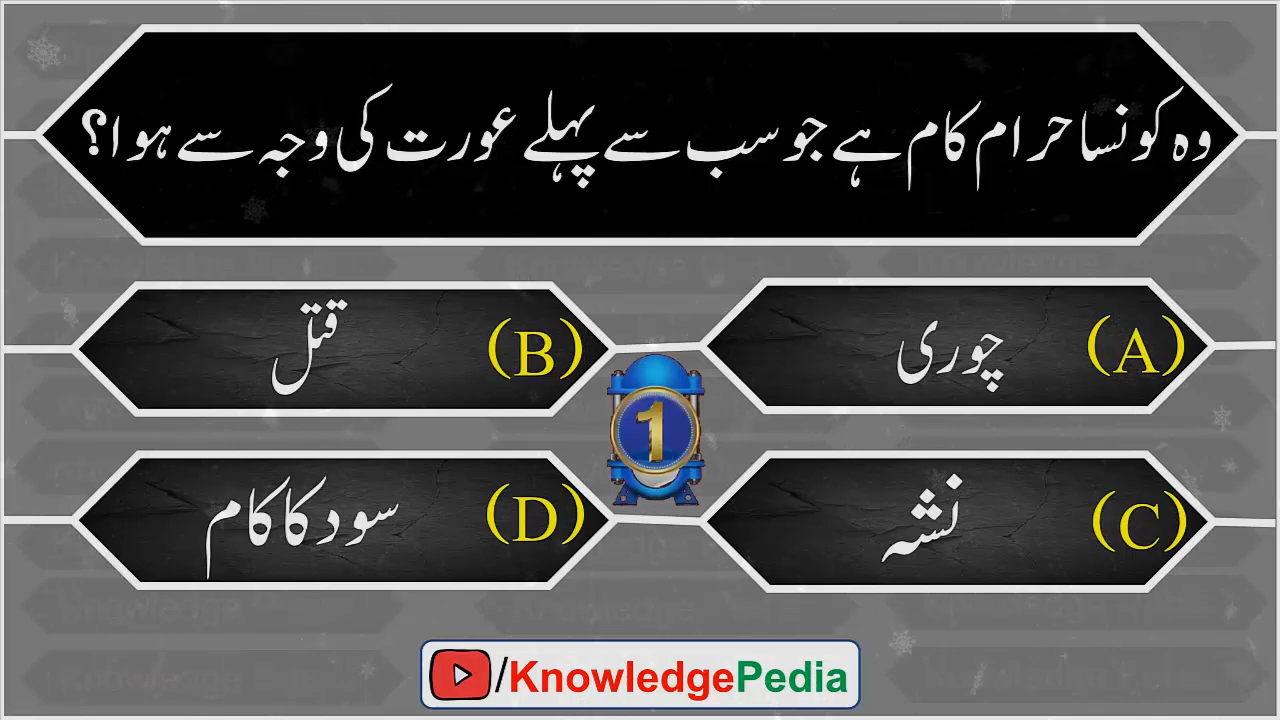 وہ کونسا حرام کام ہے جو سب سے پہلے عورت کی وجہ سے ہوا؟
(A) چوری
(B) قتل
(C) نشہ
(D) سود کا کام
1
/KnowledgePedia